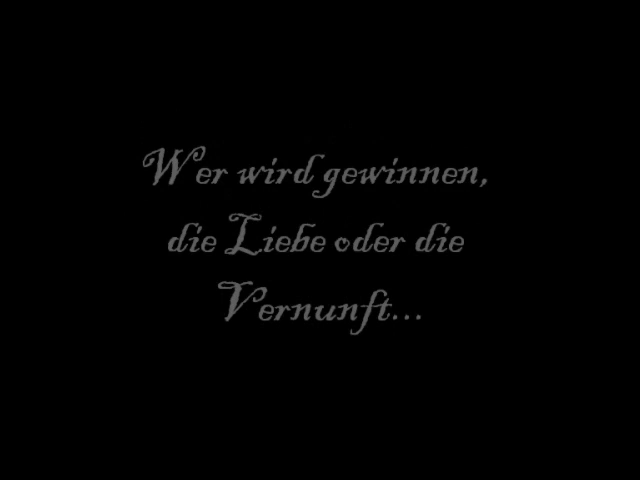 Wer wird gewinnen,
die Liebe oder die
Vernunft...